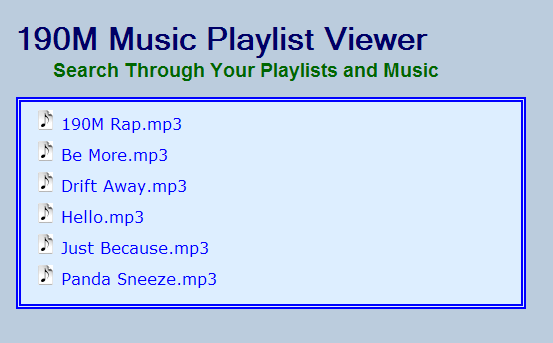 190M Music Playlist Viewer
Search Through Your Playlists and Music
190M Rap.mp3
Be More.mp3
Drift Away.mp3
Hello.mp3
Just Because.mp3
Panda Sneeze.mp3